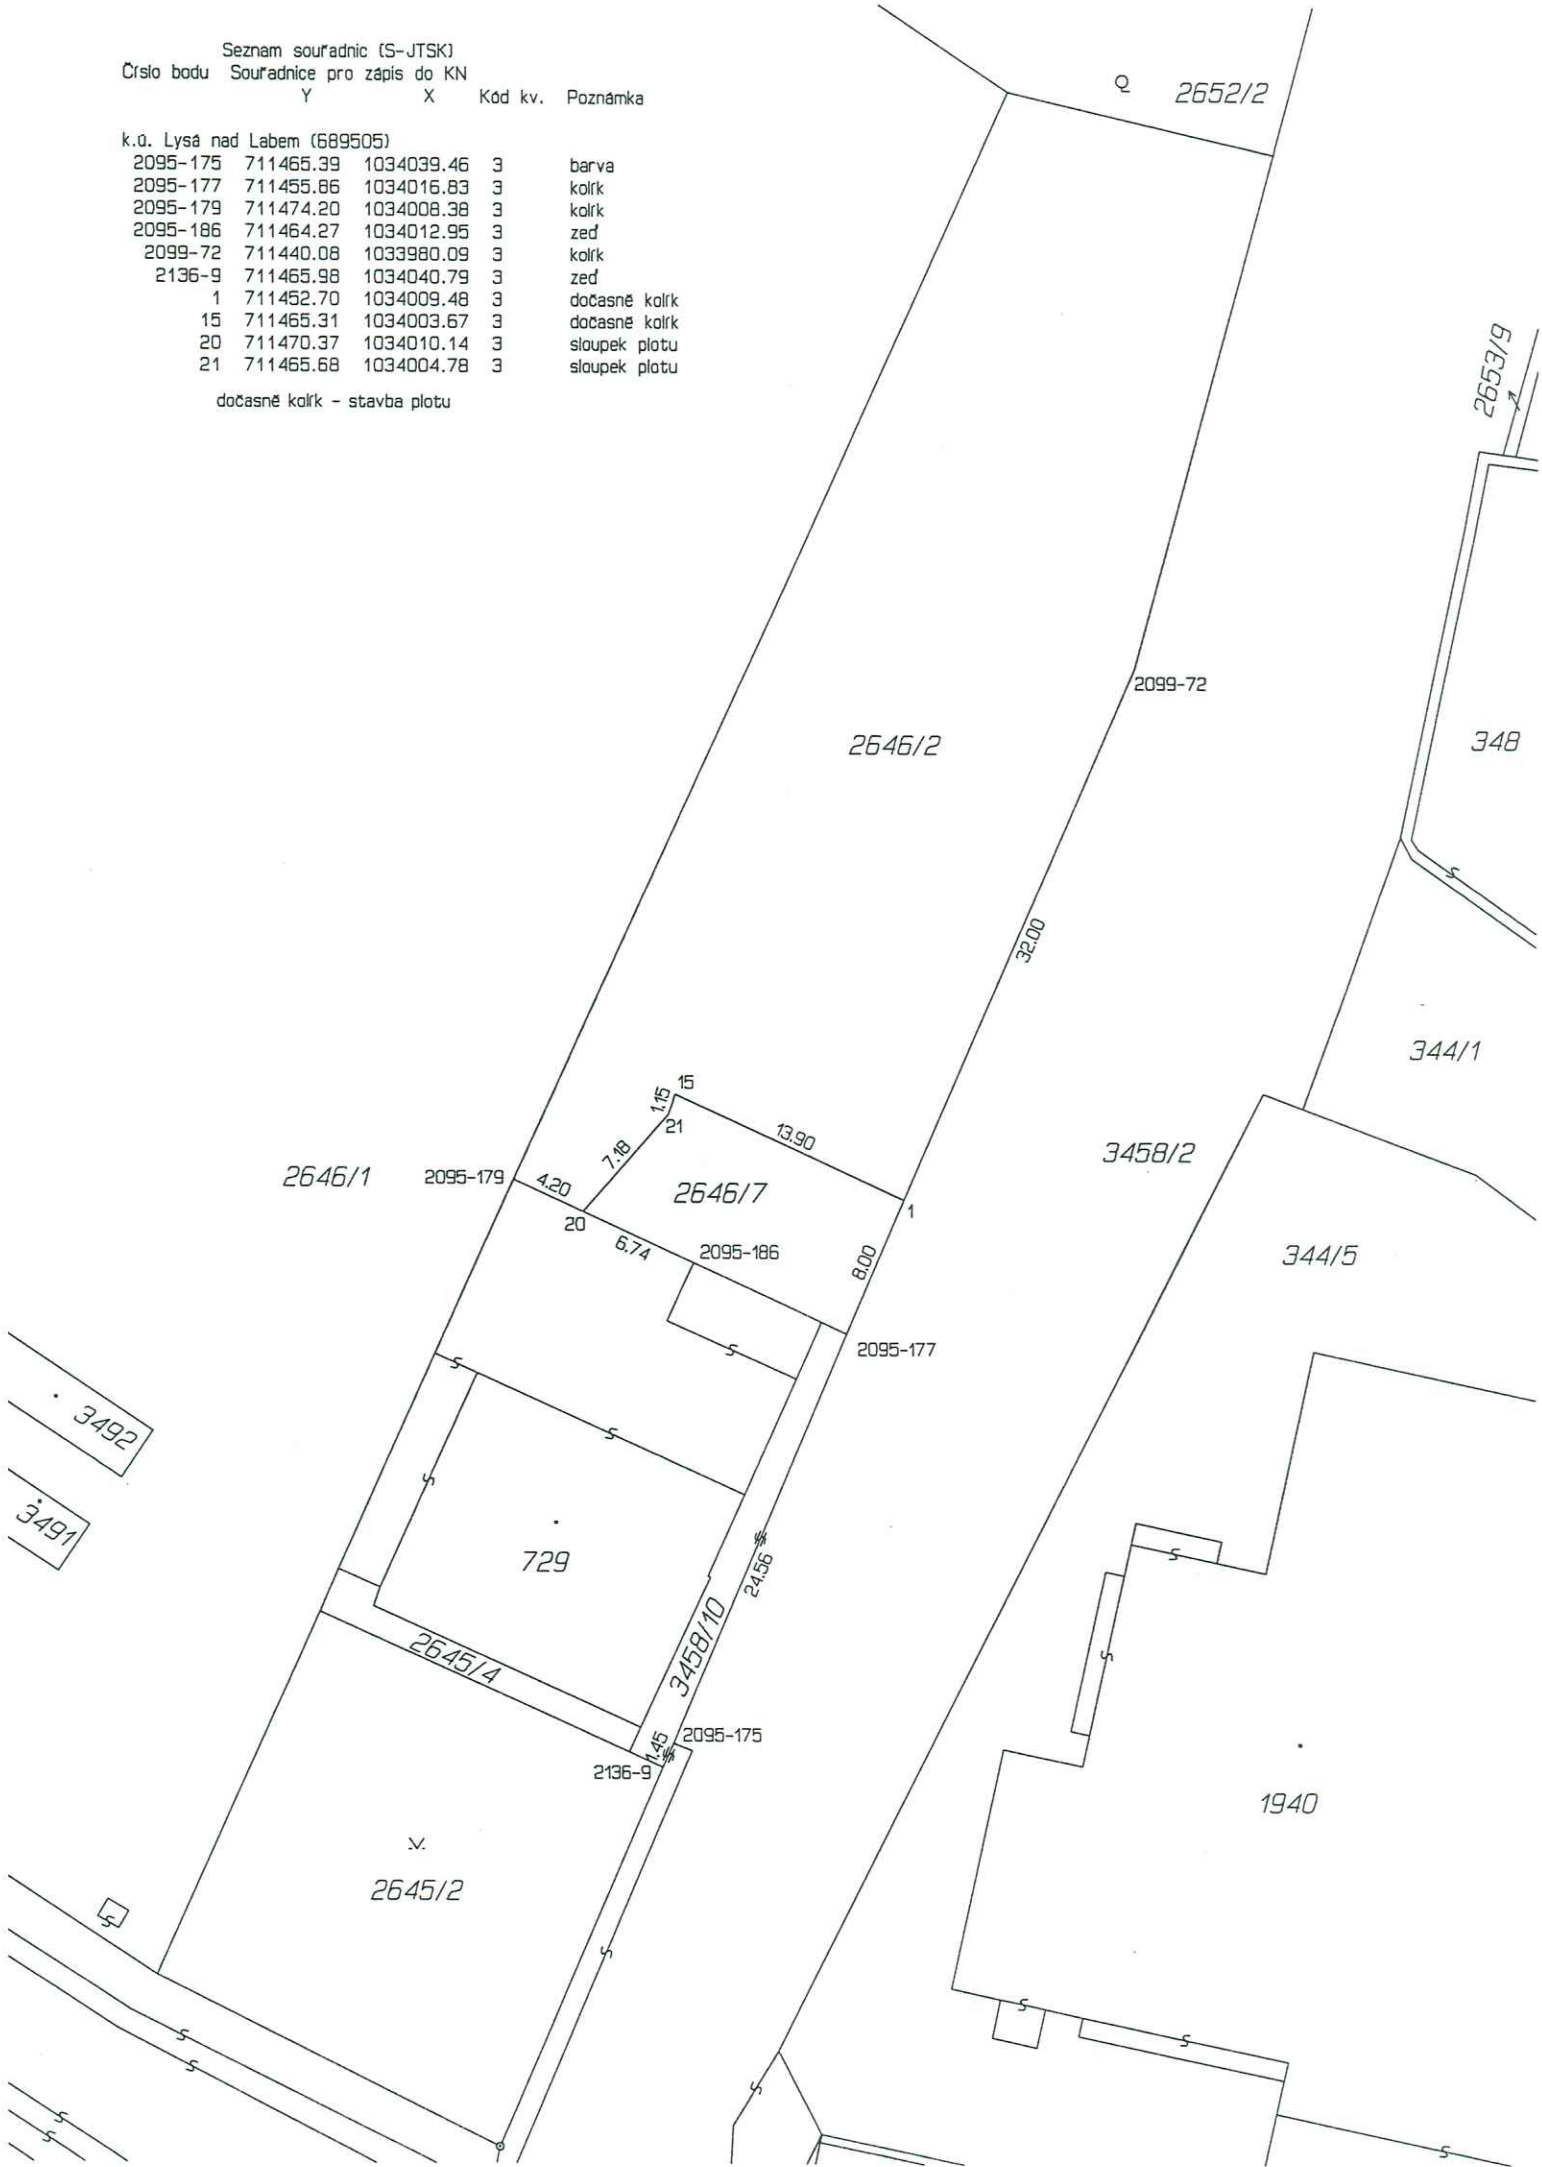 Seznam souřadnic (S-JTSK)
Číslo bodu Souřadnice pro zápis do KN
Y X Kód kv. Poznámka
k.ú. Lysá nad Labem (689505)
2095-175 711465.39 1034039.46 3 barva
2095-177 711455.86 1034016.83 3 kolík
2095-179 711474.20 1034008.38 3 kolík
2095-186 711464.27 1034012.95 3 zeď
2099-72 711440.08 1033980.09 3 kolík
2136-9 711465.98 1034040.79 3 zeď
1 711452.70 1034009.48 3 dočasně kolík
15 711465.31 1034003.67 3 dočasně kolík
20 711470.37 1034010.14 3 sloupek plotu
21 711465.68 1034004.78 3 sloupek plotu
dočasně kolík - stavba plotu
2652/2
2653/9
2099-72
2646/2
348
32.00
344/1
15
1.15
21
13.90
7.18
3458/2
2646/1
2095-179
4.20
2646/7
1
20
6.74
2095-186
8.00
344/5
2095-177
3492
3491
729
24.56
3458/10
2645/4
2095-175
1.45
2136-9
1940
2645/2